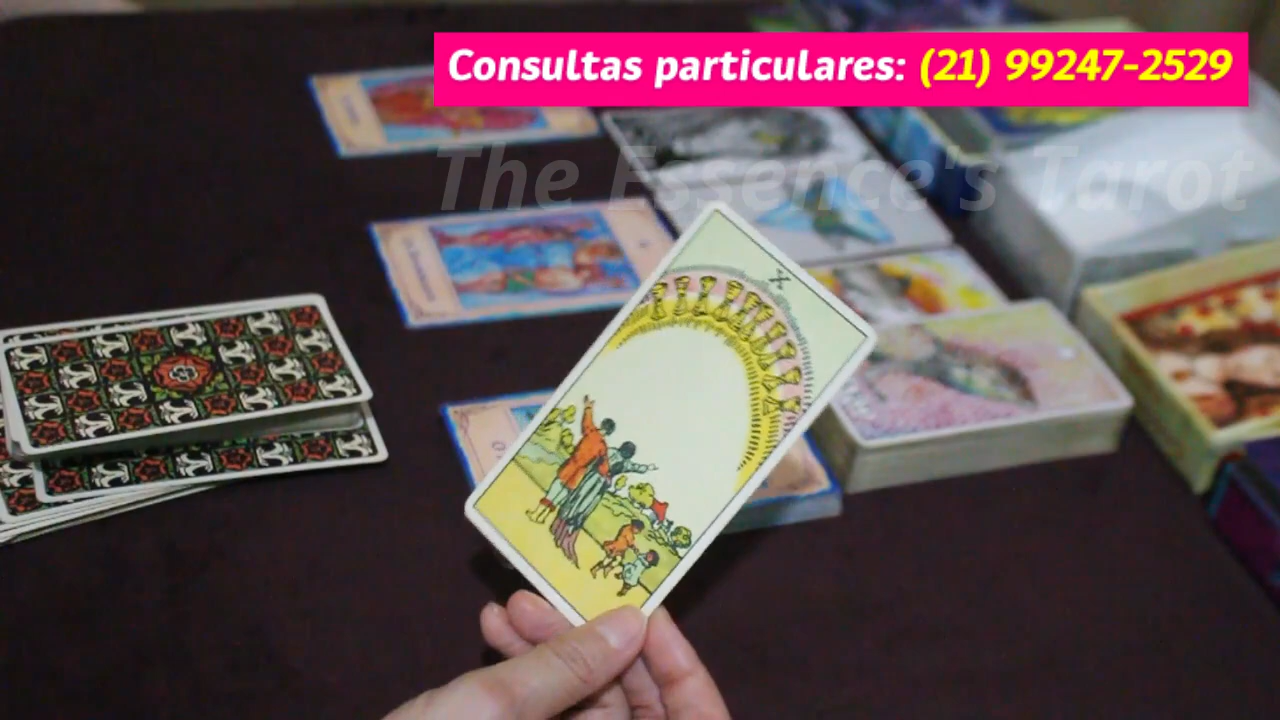 Consultas particulares: (21) 99247-2529
The Essence's Tarot
X